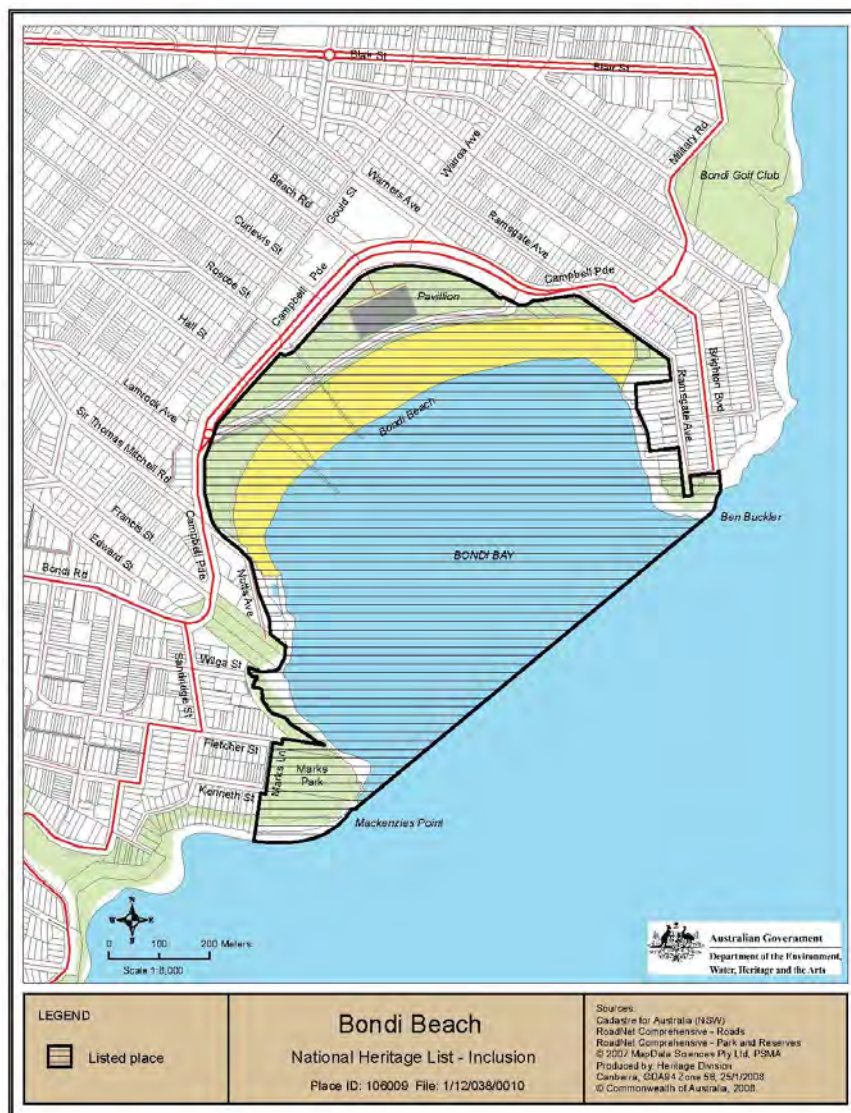 Blair St
Blair St
Military Rd
Bondi Golf Club
Wairoa Ave
Warners Ave
Beach Rd
Gould St
Curlewis St
Ramsgate Ave
Roscoe St
Campbell Pde
Campbell Pde
Hall St
Pavillion
Lamrock Ave
Bondi Beach
Ramsgate Ave
Brighton Bvd
Sir Thomas Mitchell Rd
Campbell Pde
Francis St
Edward St
Ben Buckler
BONDI BAY
Bondi Rd
Notts Ave
Wilga St
Sandridge St
Fletcher St
Marks Ln
Marks
Park
Kenneth St
Mackenzies Point
N
W E
S
0 100 200 Meters
Scale 1:8,000
Australian Government
Department of the Environment,
Water, Heritage and the Arts
LEGEND
Listed place
Bondi Beach
National Heritage List - Inclusion
Place ID: 106009 File: 1/12/038/0010
Sources:
Cadastre for Australia (NSW)
RoadNet Comprehensive - Roads
RoadNet Comprehensive - Park and Reserves
© 2007 MapData Sciences Pty Ltd, PSMA
Produced by: Heritage Division
Canberra, GDA94 Zone 56, 25/1/2008
© Commonwealth of Australia, 2008